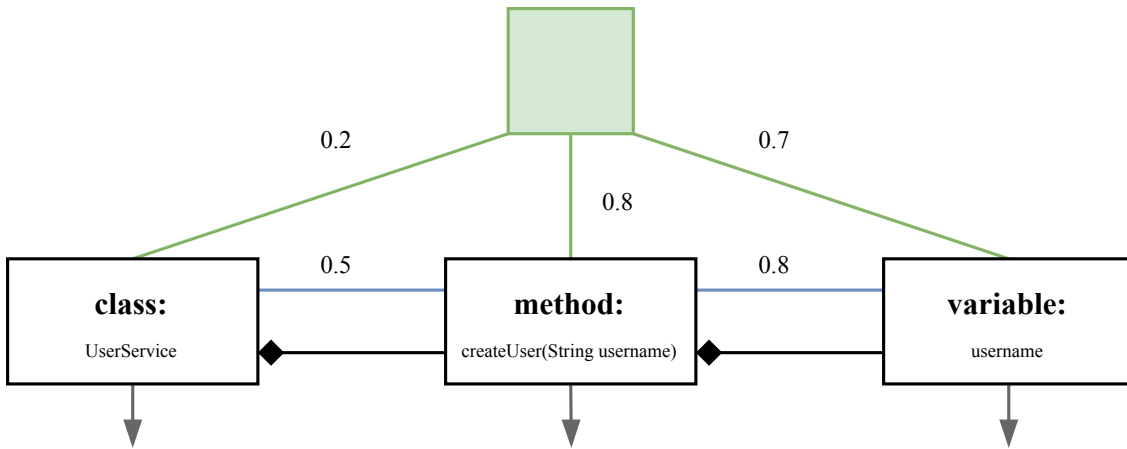 0.2
0.7
0.8
0.5
0.8
class:
UserService
method:
createUser(String username)
variable:
username